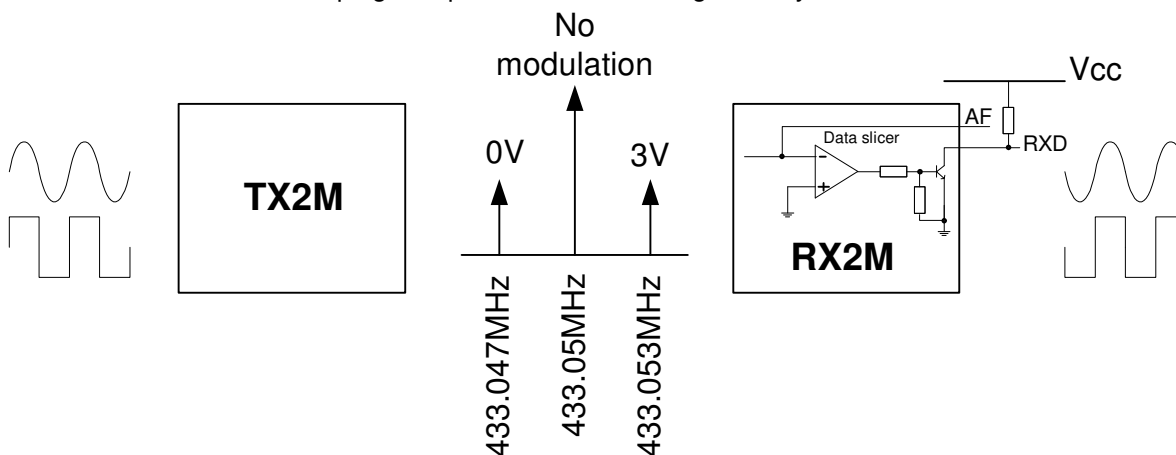 No
modulation
0V
3V
TX2M
433.047MHz
433.05MHz
433.053MHz
Vcc
AF
Data slicer
RXD
RX2M